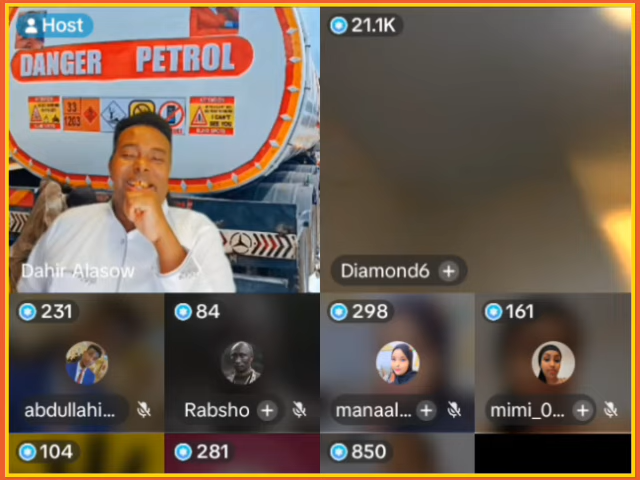 Host
21.1K
DANGER PETROL
33
1203
Dahir Alasow
Diamond6
231
84
298
161
abdullahi...
Rabsho
manaal...
mimi_0...
104
281
850